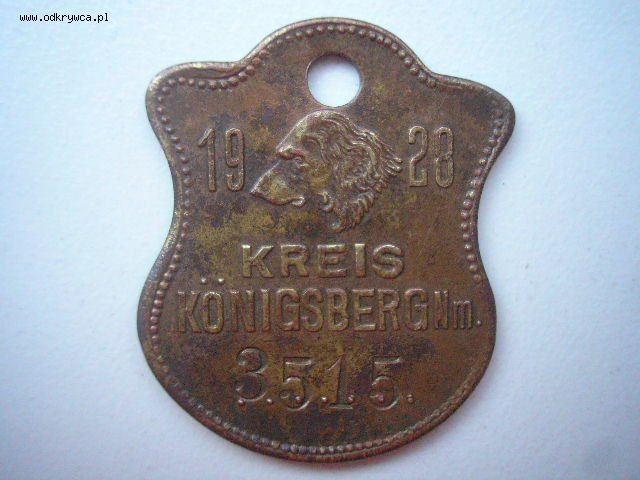 www.odkrywca.pl
19 28
KREIS
KÖNIGSBERG Nm.
3.5.1.5.